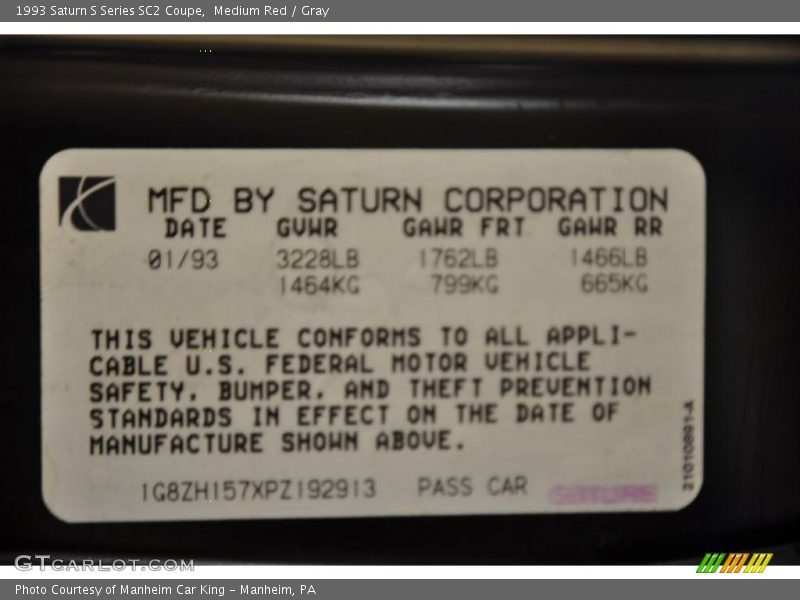 1993 Saturn S Series SC2 Coupe,  Medium Red / Gray
MFD BY SATURN CORPORATION
DATE GVWR GAWR FRT GAWR RR
01/93 3228LB 1762LB 1466LB
1464KG 799KG 665KG
THIS VEHICLE CONFORMS TO ALL APPLI-
CABLE U.S. FEDERAL MOTOR VEHICLE
SAFETY, BUMPER, AND THEFT PREVENTION
STANDARDS IN EFFECT ON THE DATE OF
MANUFACTURE SHOWN ABOVE.
1G8ZH157XPZ192913 PASS CAR
21010891-A
GTCARLOT.COM
Photo Courtesy of Manheim Car King - Manheim, PA